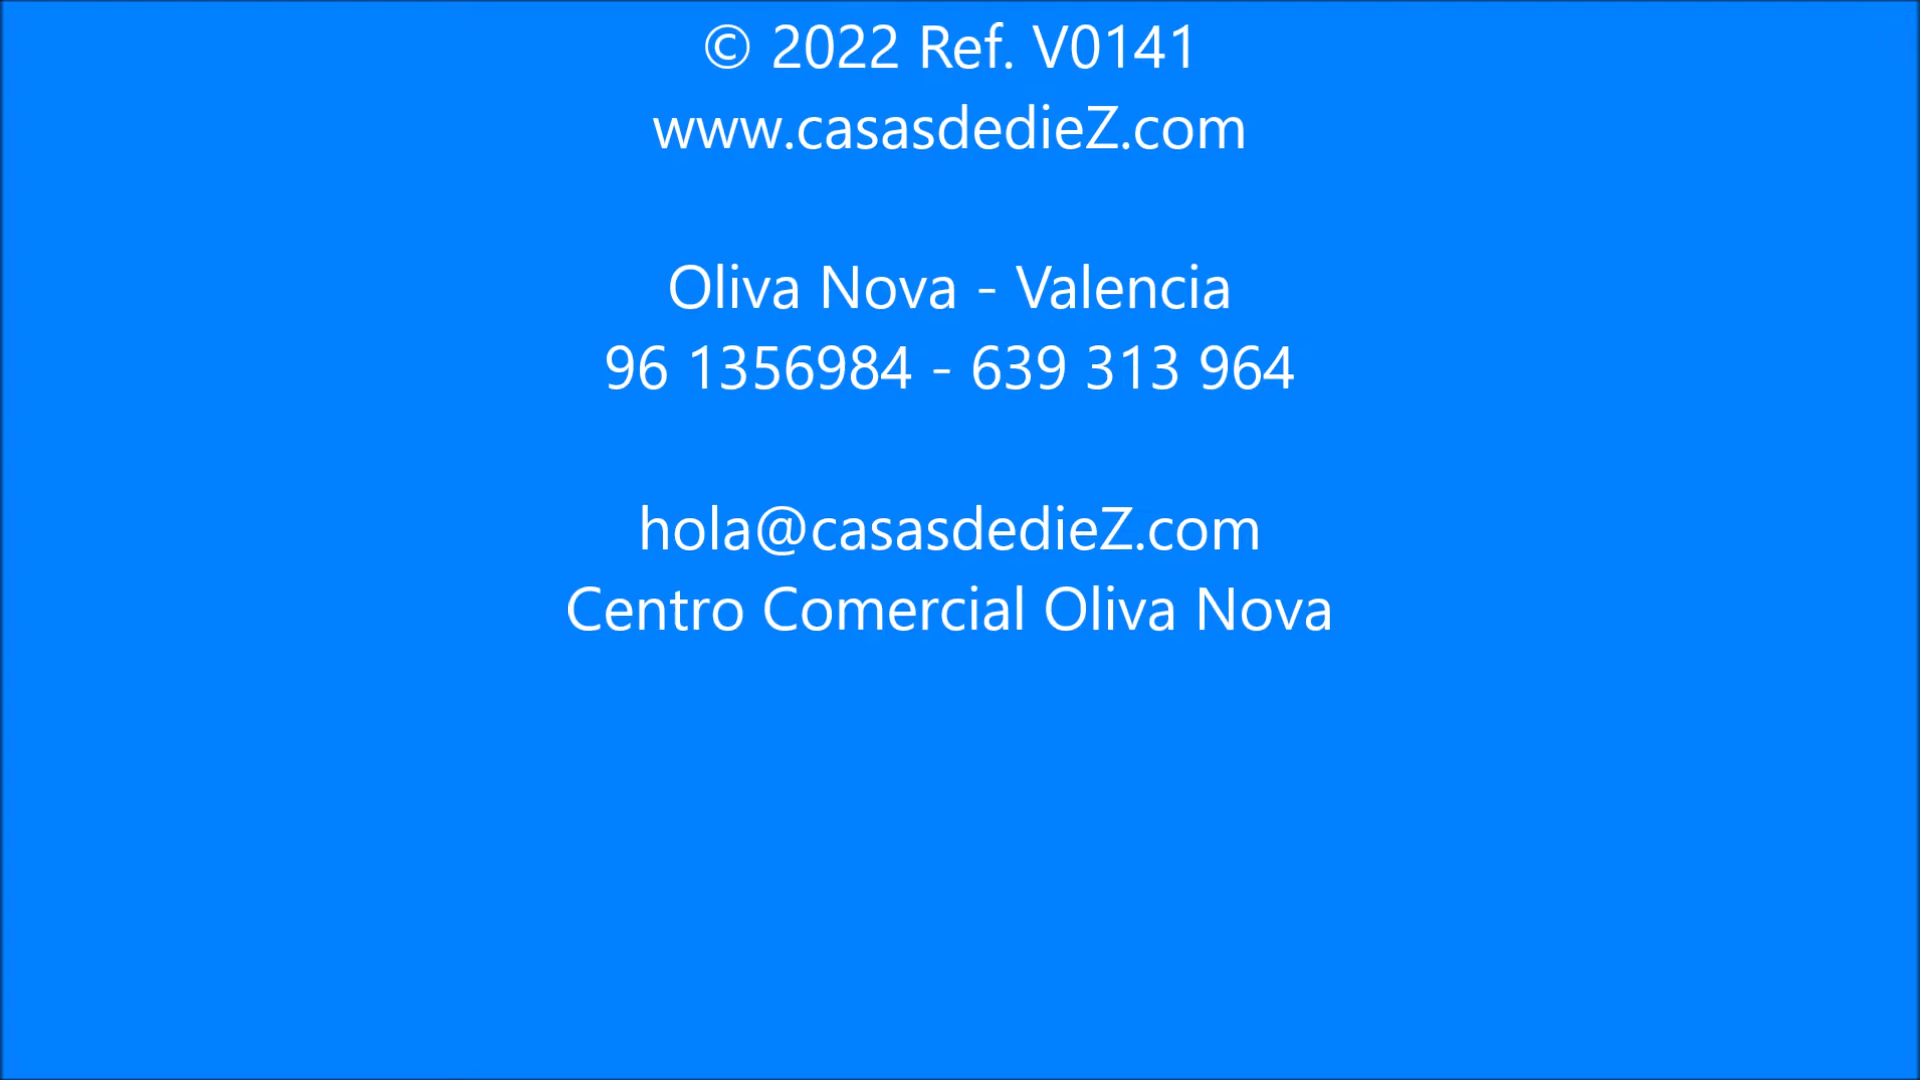 © 2022 Ref. V0141
www.casasdedieZ.com
Oliva Nova - Valencia
96 1356984 - 639 313 964
hola@casasdedieZ.com
Centro Comercial Oliva Nova